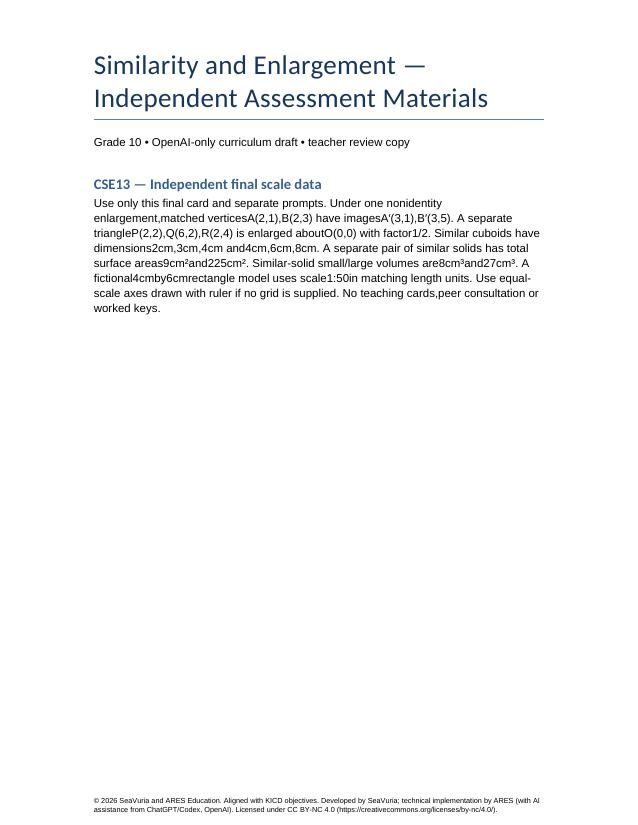 Similarity and Enlargement —
Independent Assessment Materials
Grade 10 • OpenAI-only curriculum draft • teacher review copy
CSE13 — Independent final scale data
Use only this final card and separate prompts. Under one nonidentity
enlargement,matched verticesA(2,1),B(2,3) have imagesA′(3,1),B′(3,5). A separate
triangleP(2,2),Q(6,2),R(2,4) is enlarged aboutO(0,0) with factor1/2. Similar cuboids have
dimensions2cm,3cm,4cm and4cm,6cm,8cm. A separate pair of similar solids has total
surface areas9cm²and225cm². Similar-solid small/large volumes are8cm³and27cm³. A
fictional4cmby6cmrectangle model uses scale1:50in matching length units. Use equal-
scale axes drawn with ruler if no grid is supplied. No teaching cards,peer consultation or
worked keys.
© 2026 SeaVuria and ARES Education. Aligned with KICD objectives. Developed by SeaVuria; technical implementation by ARES (with AI
assistance from ChatGPT/Codex, OpenAI). Licensed under CC BY-NC 4.0 (https://creativecommons.org/licenses/by-nc/4.0/).